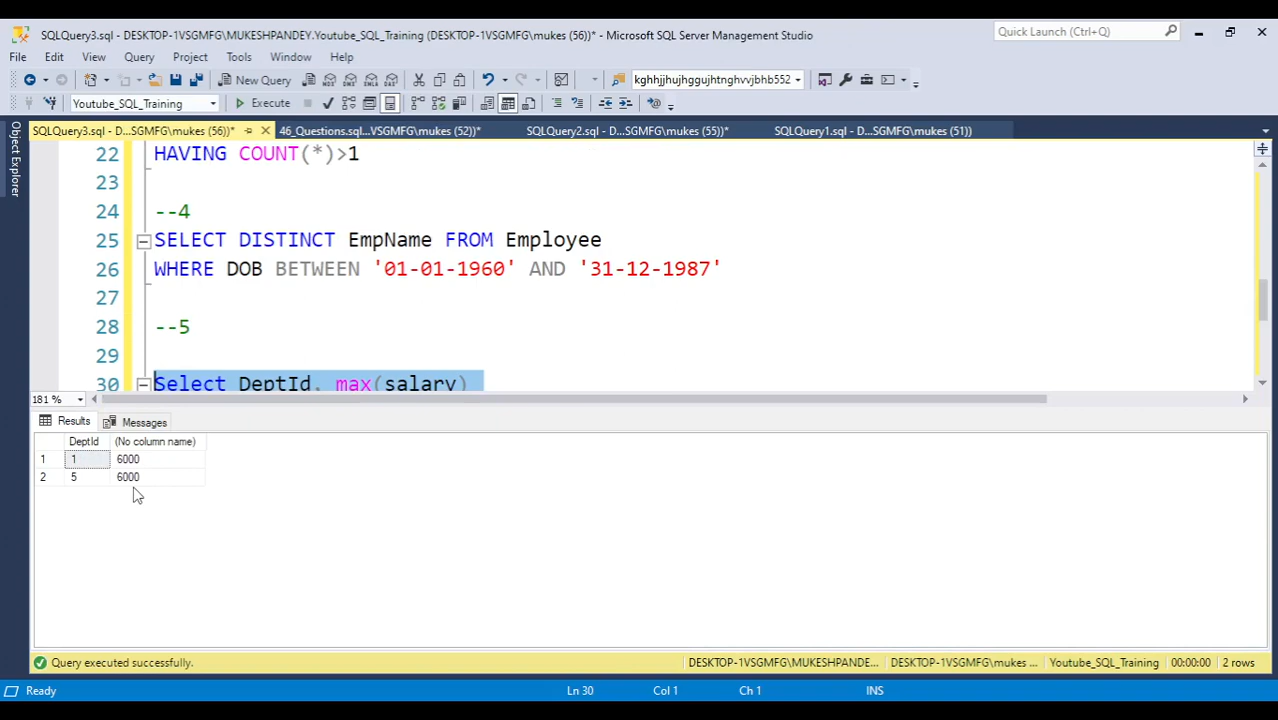 SQLQuery3.sql - DESKTOP-1VSGMFG\MUKESHPANDEY.Youtube_SQL_Training (DESKTOP-1VSGMFG\mukes (56))* - Microsoft SQL Server Management Studio
Quick Launch (Ctrl+Q)
File Edit View Query Project Tools Window Help
New Query
kghhjjhujhggujhtnghvvjbhb552
Youtube_SQL_Training
Execute
SQLQuery3.sql - D...SGMFG\mukes (56))*
46_Questions.sql...VSGMFG\mukes (52))*
SQLQuery2.sql - D...SGMFG\mukes (55))*
SQLQuery1.sql - D...SGMFG\mukes (51))
Object Explorer
22 HAVING COUNT(*)>1
23
24 --4
25 SELECT DISTINCT EmpName FROM Employee
26 WHERE DOB BETWEEN '01-01-1960' AND '31-12-1987'
27
28 --5
29
30 Select DeptId, max(salary)
181 %
Results Messages
DeptId (No column name)
1 1 6000
2 5 6000
Query executed successfully.
DESKTOP-1VSGMFG\MUKESHPANDE...
DESKTOP-1VSGMFG\mukes ...
Youtube_SQL_Training
00:00:00
2 rows
Ready
Ln 30
Col 1
Ch 1
INS